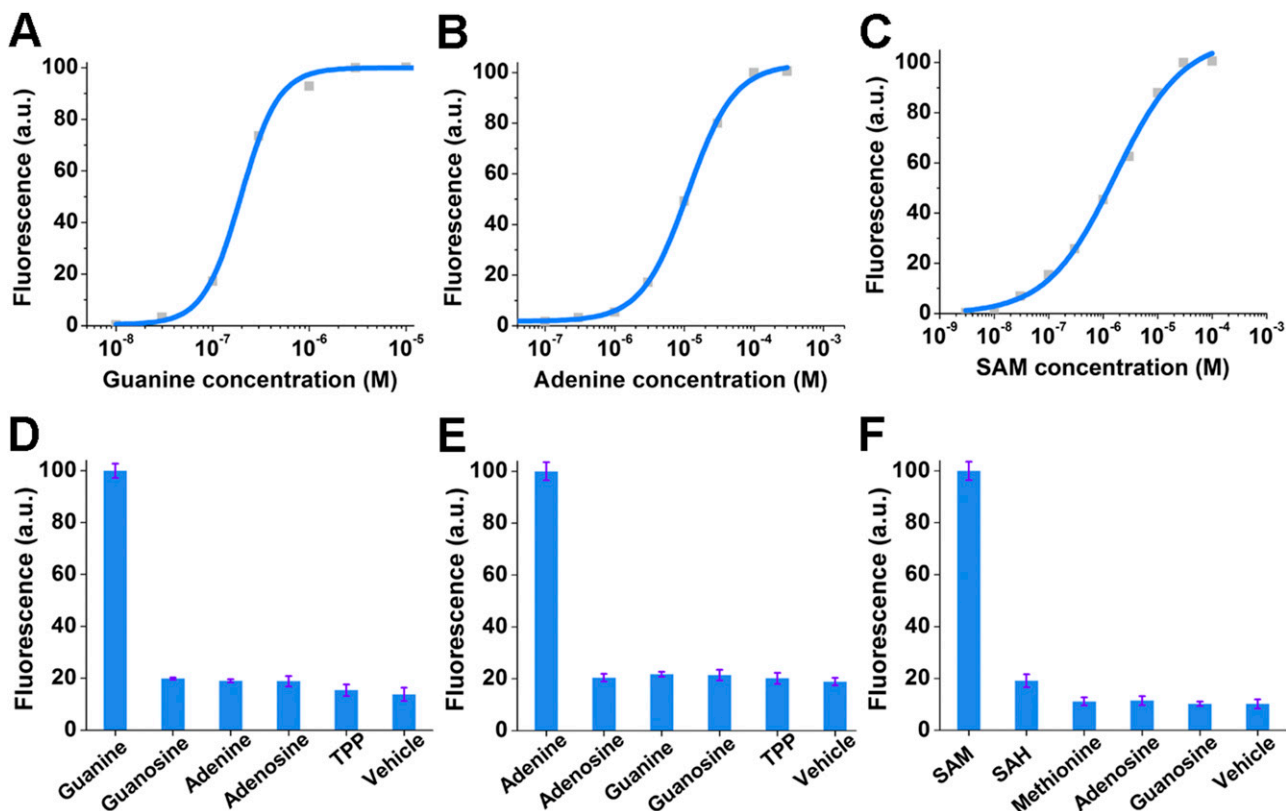 A
Fluorescence (a.u.)
100
80
60
40
20
0
10-8
10-7
10-6
10-5
Guanine concentration (M)
B
Fluorescence (a.u.)
100
80
60
40
20
0
10-7
10-6
10-5
10-4
10-3
Adenine concentration (M)
C
Fluorescence (a.u.)
100
80
60
40
20
0
10-9
10-8
10-7
10-6
10-5
10-4
10-3
SAM concentration (M)
D
Fluorescence (a.u.)
100
80
60
40
20
0
Guanine
Guanosine
Adenine
Adenosine
TPP
Vehicle
E
Fluorescence (a.u.)
100
80
60
40
20
0
Adenine
Adenosine
Guanine
Guanosine
TPP
Vehicle
F
Fluorescence (a.u.)
100
80
60
40
20
0
SAM
SAH
Methionine
Adenosine
Guanosine
Vehicle